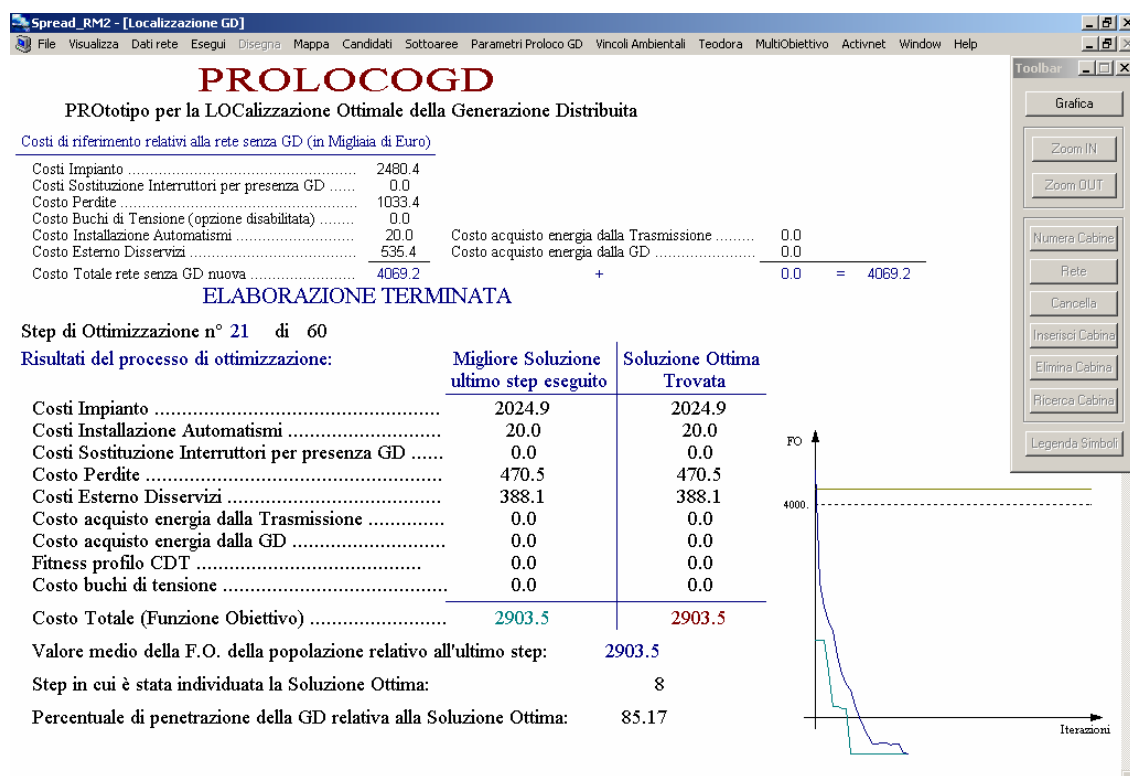 Spread_RM2 - [Localizzazione GD]
File Visualizza Dati rete Esegui Disegna Mappa Candidati Sottoaree Parametri Proloco GD Vincoli Ambientali Teodora MultiObiettivo Activnet Window Help
PROLOCOGD
PROtotipo per la LOCalizzazione Ottimale della Generazione Distribuita
Costi di riferimento relativi alla rete senza GD (in Migliaia di Euro)
Costi Impianto ........ 2480.4
Costi Sostituzione Interruttori per presenza GD ...... 0.0
Costo Perdite ........ 1033.4
Costo Buchi di Tensione (opzione disabilitata) ........ 0.0
Costo Installazione Automatismi ........ 20.0 Costo acquisto energia dalla Trasmissione ......... 0.0
Costo Esterno Disservizi ........ 535.4 Costo acquisto energia dalla GD ........ 0.0
Costo Totale rete senza GD nuova ........ 4069.2 + 0.0 = 4069.2
ELABORAZIONE TERMINATA
Step di Ottimizzazione n° 21 di 60
Risultati del processo di ottimizzazione: Migliore Soluzione ultimo step eseguito Soluzione Ottima Trovata
Costi Impianto ........ 2024.9 2024.9
Costi Installazione Automatismi ........ 20.0 20.0
Costi Sostituzione Interruttori per presenza GD ...... 0.0 0.0
Costo Perdite ........ 470.5 470.5
Costi Esterno Disservizi ........ 388.1 388.1
Costo acquisto energia dalla Trasmissione ........ 0.0 0.0
Costo acquisto energia dalla GD ........ 0.0 0.0
Fitness profilo CDT ........ 0.0 0.0
Costo buchi di tensione ........ 0.0 0.0
Costo Totale (Funzione Obiettivo) ........ 2903.5 2903.5
Valore medio della F.O. della popolazione relativo all'ultimo step: 2903.5
Step in cui è stata individuata la Soluzione Ottima: 8
Percentuale di penetrazione della GD relativa alla Soluzione Ottima: 85.17
FO
4000.
Iterazioni
Toolbar
Grafica
Zoom IN
Zoom OUT
Numera Cabine
Rete
Cancella
Inserisci Cabina
Elimina Cabina
Ricerca Cabina
Legenda Simboli